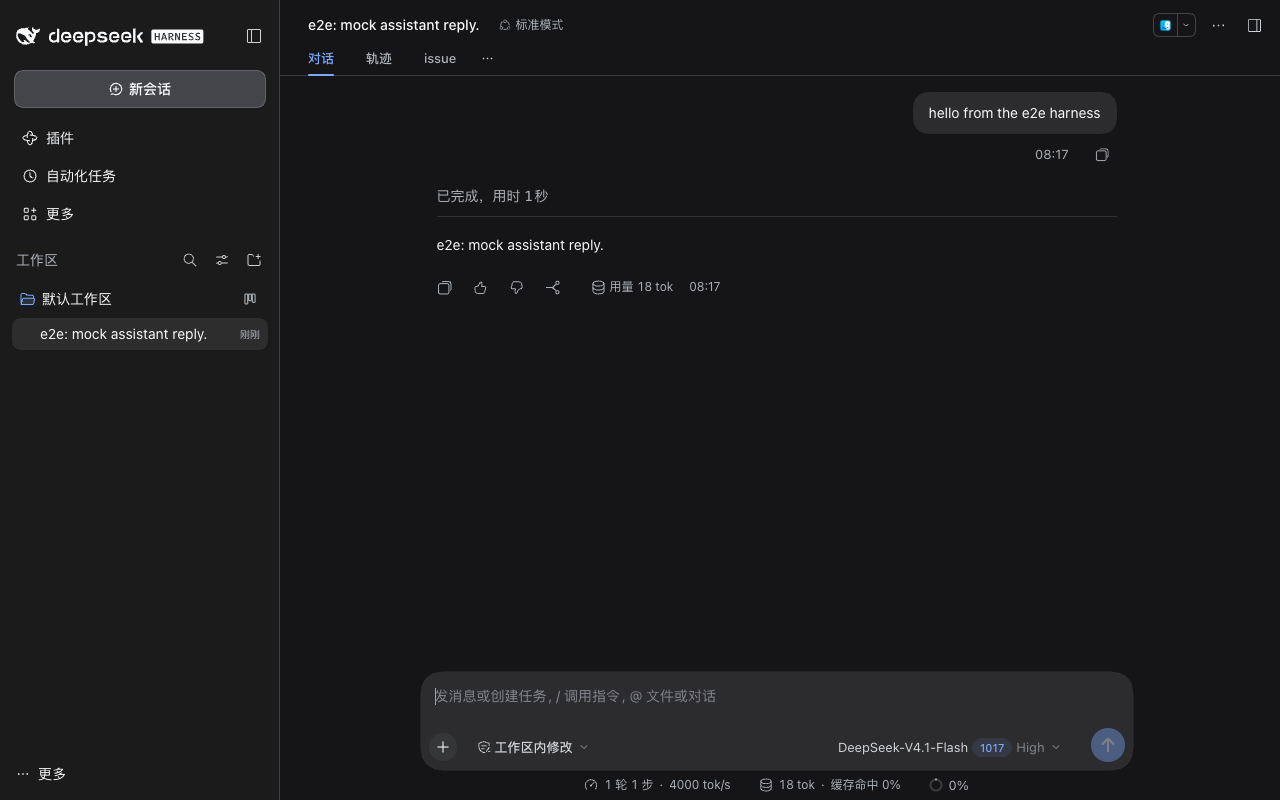 deepseek HARNESS
新会话
插件
自动化任务
更多
工作区
默认工作区
e2e: mock assistant reply. 刚刚
更多
e2e: mock assistant reply. 标准模式
对话 轨迹 issue ···
hello from the e2e harness
08:17
已完成，用时 1 秒
e2e: mock assistant reply.
用量 18 tok 08:17
发消息或创建任务, / 调用指令, @ 文件或对话
工作区内修改 DeepSeek-V4.1-Flash 1017 High
1 轮 1 步 · 4000 tok/s 18 tok · 缓存命中 0% 0%